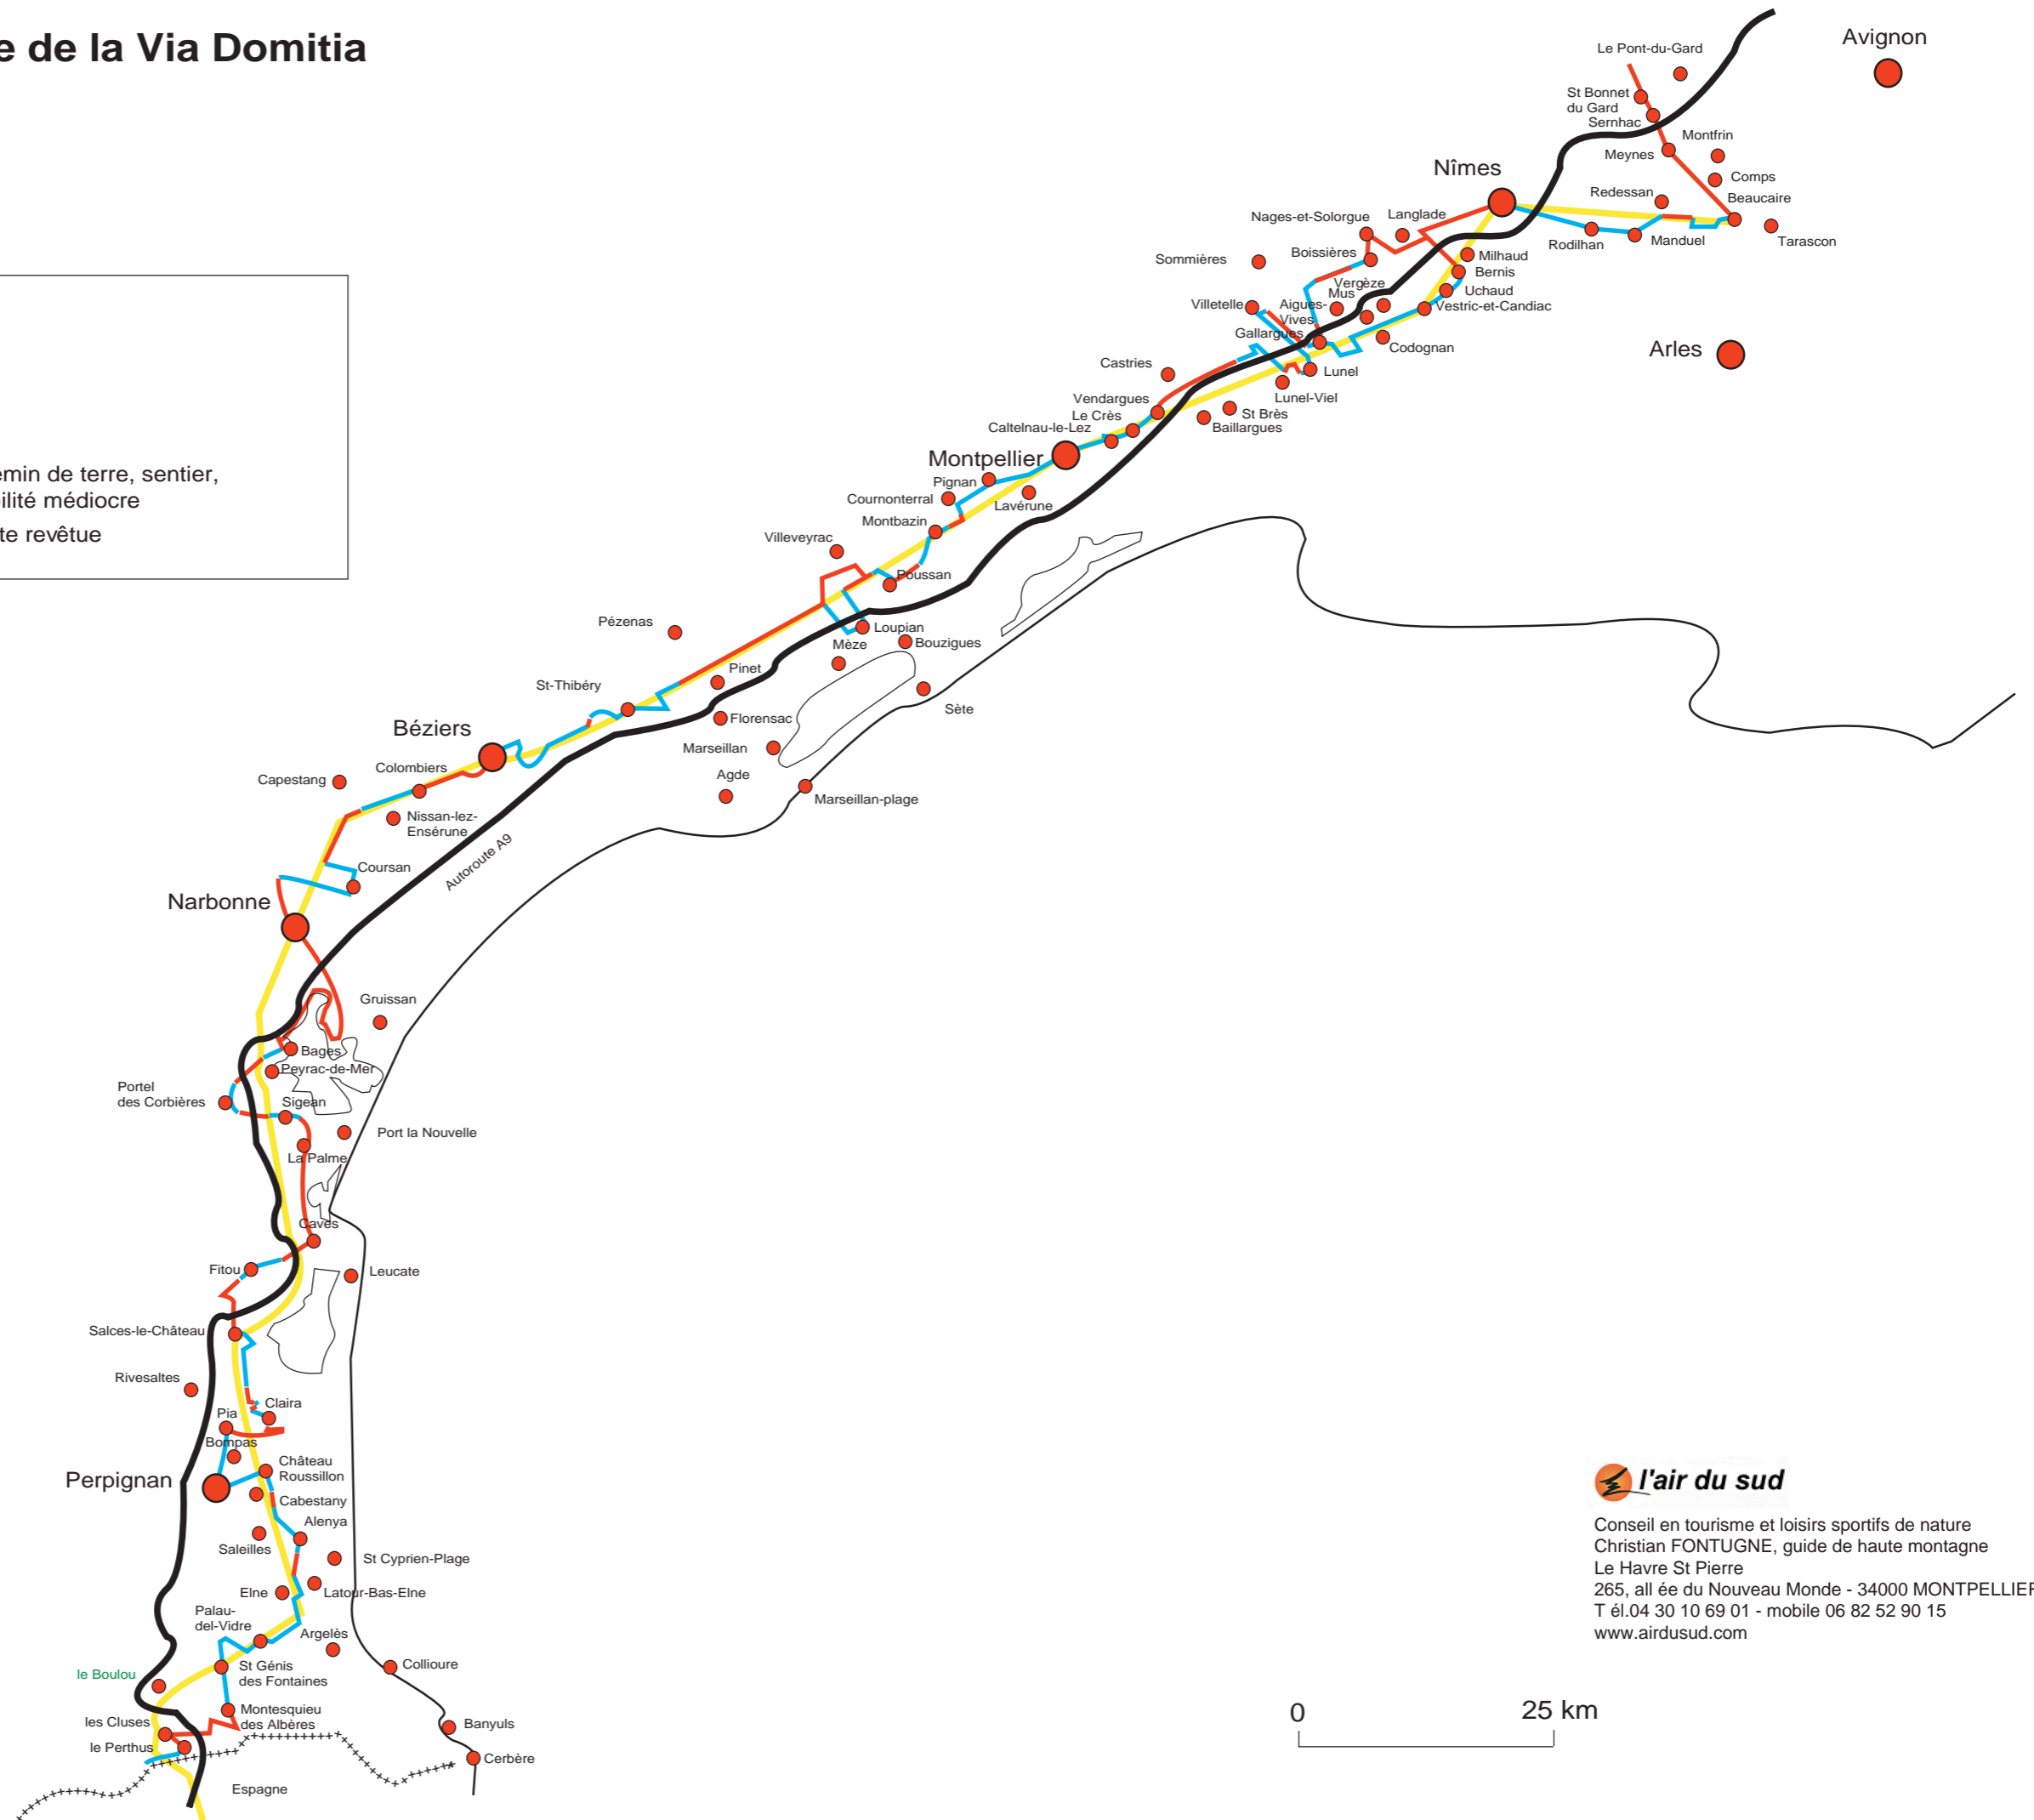 e de la Via Domitia
emin de terre, sentier,
ilité médiocre
te revêtue
Avignon
Le Pont-du-Gard
St Bonnet
du Gard
Sernhac
Montfrin
Meynes
Comps
Nîmes
Redessan
Beaucaire
Nages-et-Solorgue
Langlade
Rodilhan
Manduel
Tarascon
Boissières
Sommières
Milhaud
Bernis
Vergèze
Mus
Uchaud
Villetelle
Aigues-
Vives
Vestric-et-Candiac
Gallargues
Codognan
Arles
Castries
Lunel
Lunel-Viel
Vendargues
Le Crès
St Brès
Baillargues
Caltelnau-le-Lez
Montpellier
Pignan
Cournonterral
Lavérune
Montbazin
Villeveyrac
Poussan
Pézenas
Loupian
Bouzigues
Mèze
Pinet
St-Thibéry
Sète
Florensac
Béziers
Marseillan
Colombiers
Agde
Capestang
Marseillan-plage
Nissan-lez-
Ensérune
Autoroute A9
Coursan
Narbonne
Gruissan
Bages
Peyrac-de-Mer
Portel
des Corbières
Sigean
Port la Nouvelle
La Palme
Caves
Fitou
Leucate
Salces-le-Château
Rivesaltes
Claira
Pia
Bompas
Château
Roussillon
Perpignan
Cabestany
Alenya
Saleilles
St Cyprien-Plage
Elne
Latour-Bas-Elne
Palau-
del-Vidre
Argelès
le Boulou
St Génis
des Fontaines
Collioure
Montesquieu
des Albères
les Cluses
Banyuls
le Perthus
Cerbère
Espagne
l'air du sud
Conseil en tourisme et loisirs sportifs de nature
Christian FONTUGNE, guide de haute montagne
Le Havre St Pierre
265, all ée du Nouveau Monde - 34000 MONTPELLIER
T él.04 30 10 69 01 - mobile 06 82 52 90 15
www.airdusud.com
0 25 km